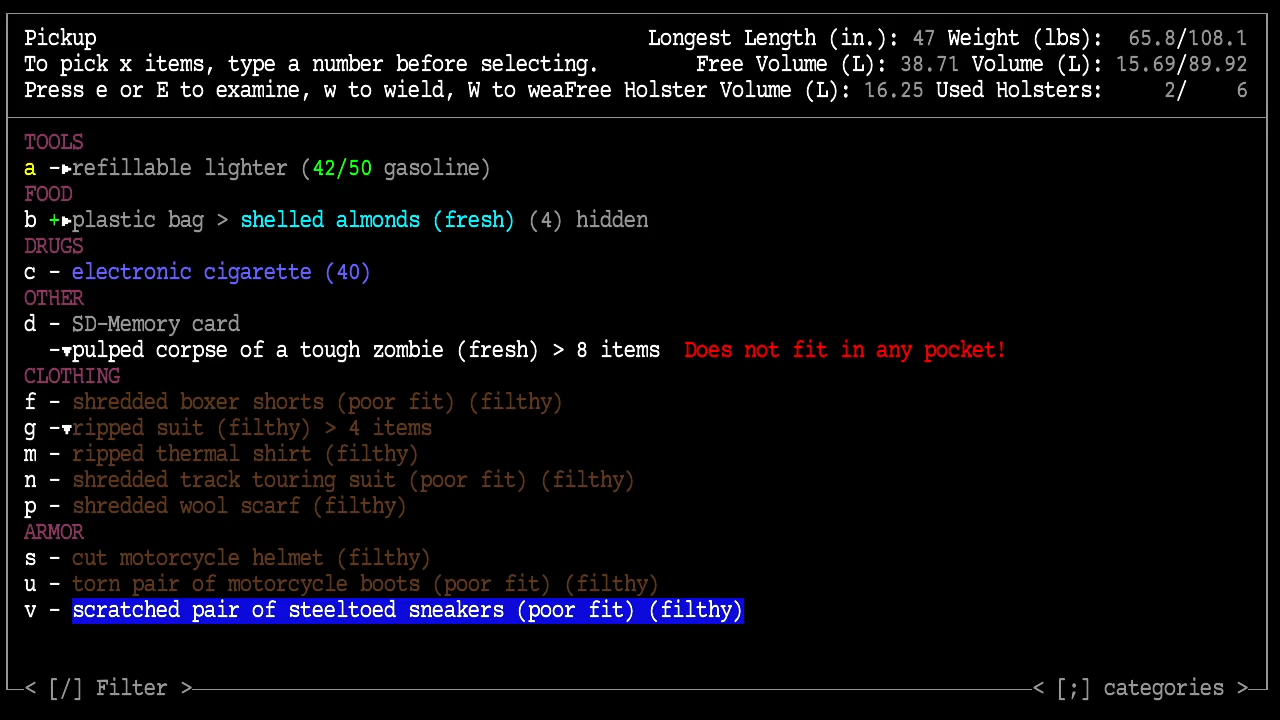 Pickup Longest Length (in.): 47 Weight (lbs): 65.8/108.1
To pick x items, type a number before selecting. Free Volume (L): 38.71 Volume (L): 15.69/89.92
Press e or E to examine, w to wield, W to weaFree Holster Volume (L): 16.25 Used Holsters: 2/ 6
TOOLS
a -▸refillable lighter (42/50 gasoline)
FOOD
b +▸plastic bag > shelled almonds (fresh) (4) hidden
DRUGS
c - electronic cigarette (40)
OTHER
d - SD-Memory card
-▾pulped corpse of a tough zombie (fresh) > 8 items Does not fit in any pocket!
CLOTHING
f - shredded boxer shorts (poor fit) (filthy)
g -▾ripped suit (filthy) > 4 items
m - ripped thermal shirt (filthy)
n - shredded track touring suit (poor fit) (filthy)
p - shredded wool scarf (filthy)
ARMOR
s - cut motorcycle helmet (filthy)
u - torn pair of motorcycle boots (poor fit) (filthy)
v - scratched pair of steeltoed sneakers (poor fit) (filthy)
< [/] Filter > < [;] categories >